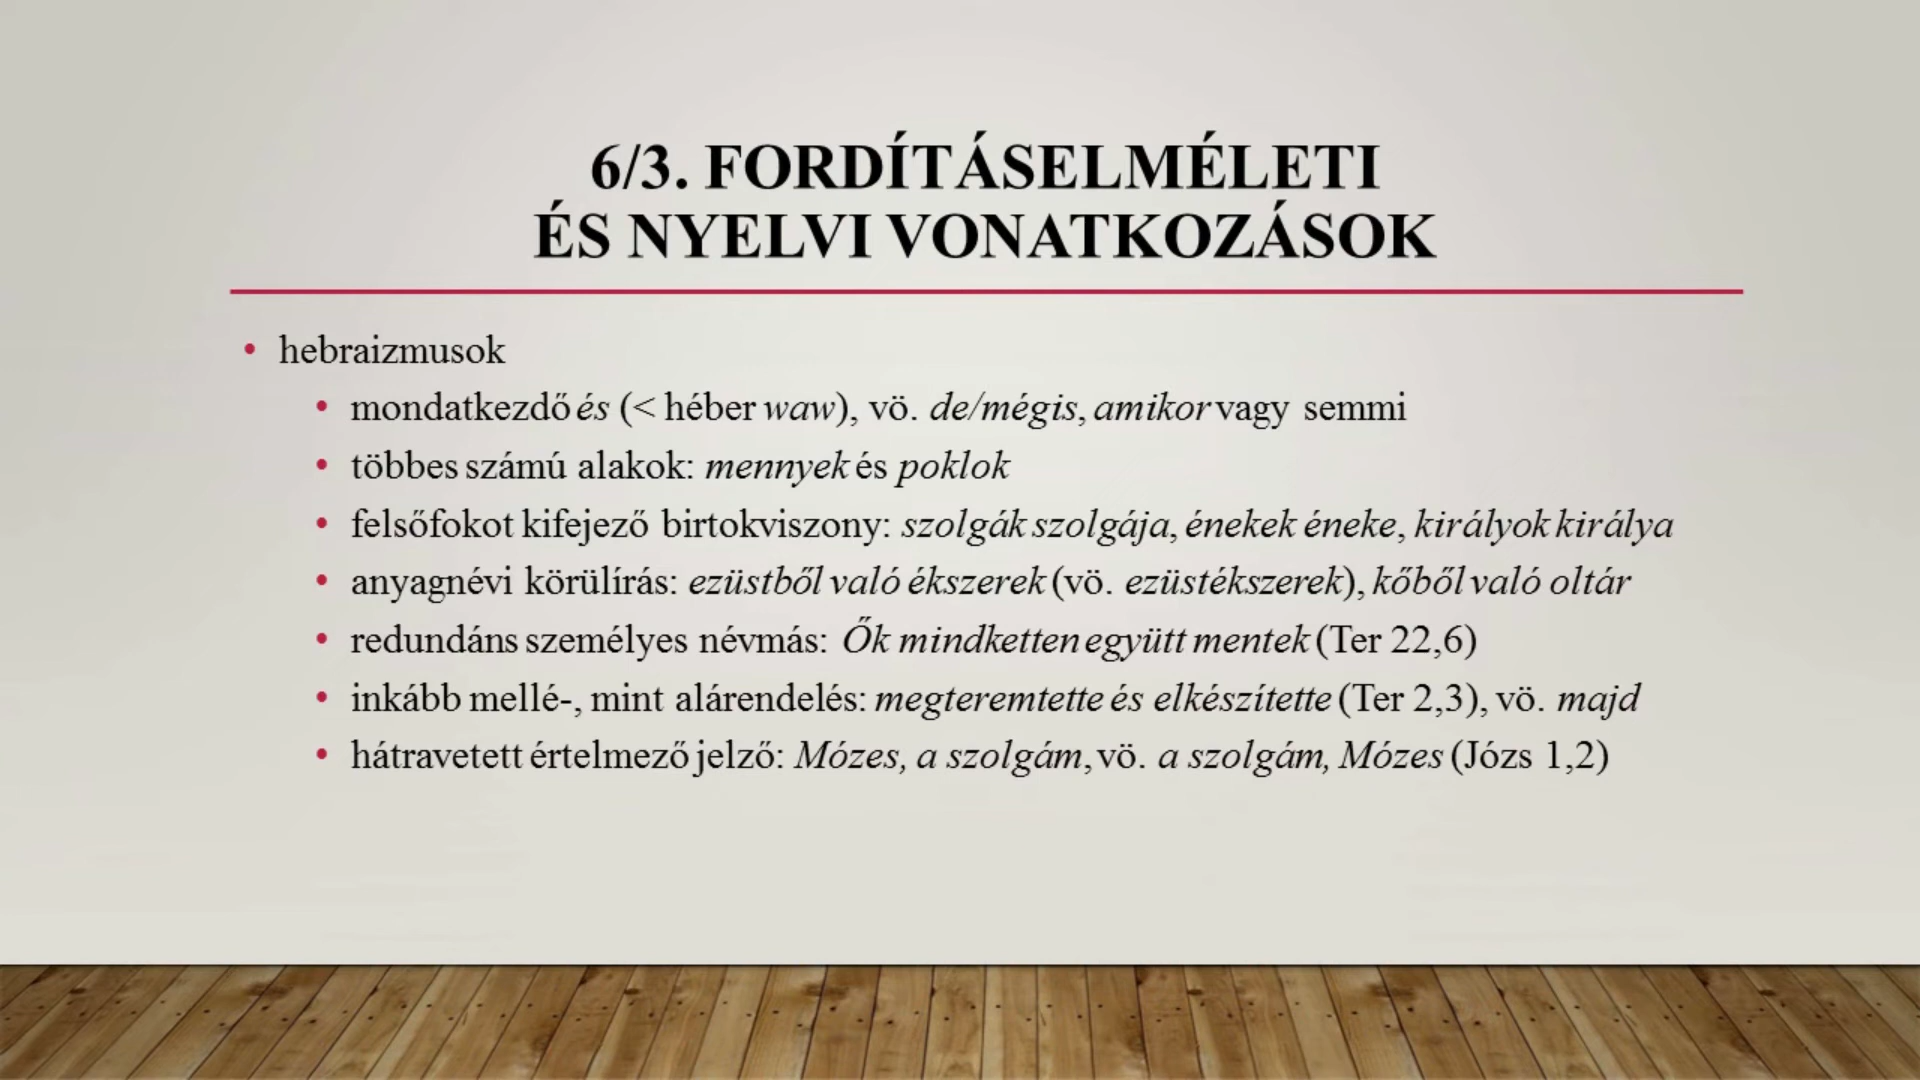 6/3. FORDÍTÁSELMÉLETI
ÉS NYELVI VONATKOZÁSOK
• hebraizmusok
• mondatkezdő és (< héber waw), vö. de/mégis, amikor vagy semmi
• többes számú alakok: mennyek és poklok
• felsőfokot kifejező birtokviszony: szolgák szolgája, énekek éneke, királyok királya
• anyagnévi körülírás: ezüstből való ékszerek (vö. ezüstékszerek), kőből való oltár
• redundáns személyes névmás: Ők mindketten együtt mentek (Ter 22,6)
• inkább mellé-, mint alárendelés: megteremtette és elkészítette (Ter 2,3), vö. majd
• hátravetett értelmező jelző: Mózes, a szolgám, vö. a szolgám, Mózes (Józs 1,2)